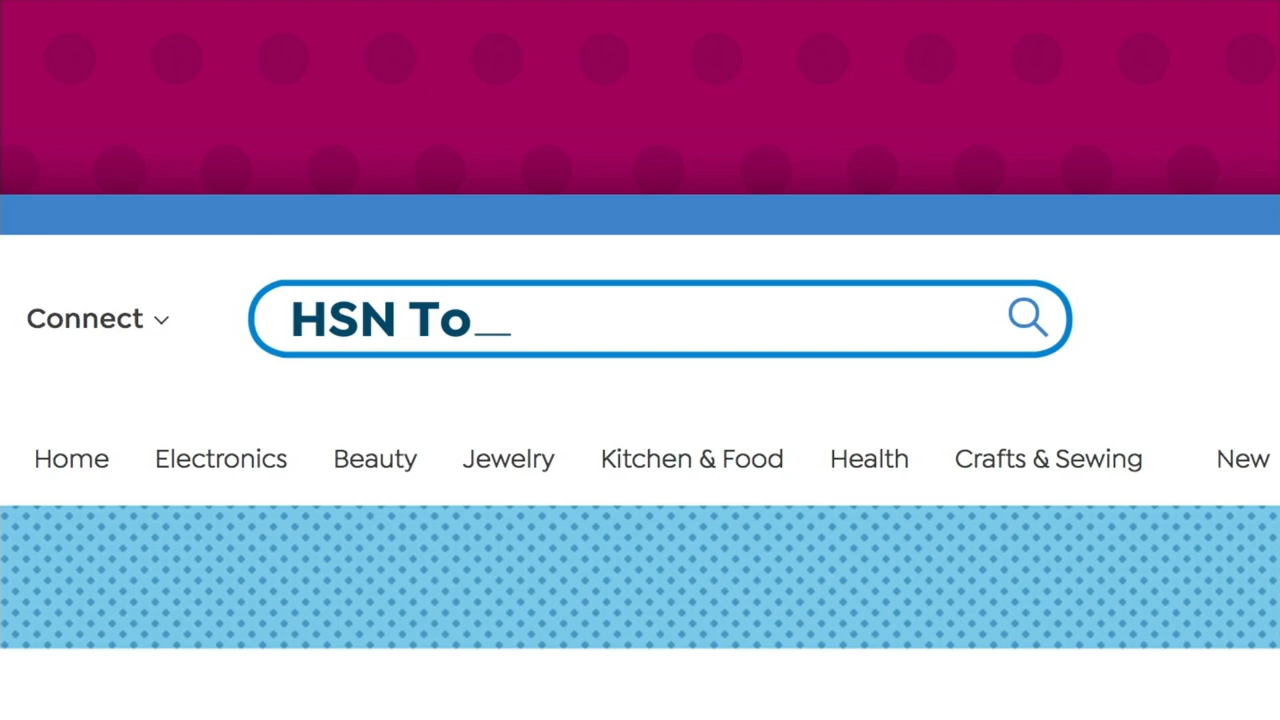 Connect
HSN To_
Home Electronics Beauty Jewelry Kitchen & Food Health Crafts & Sewing New